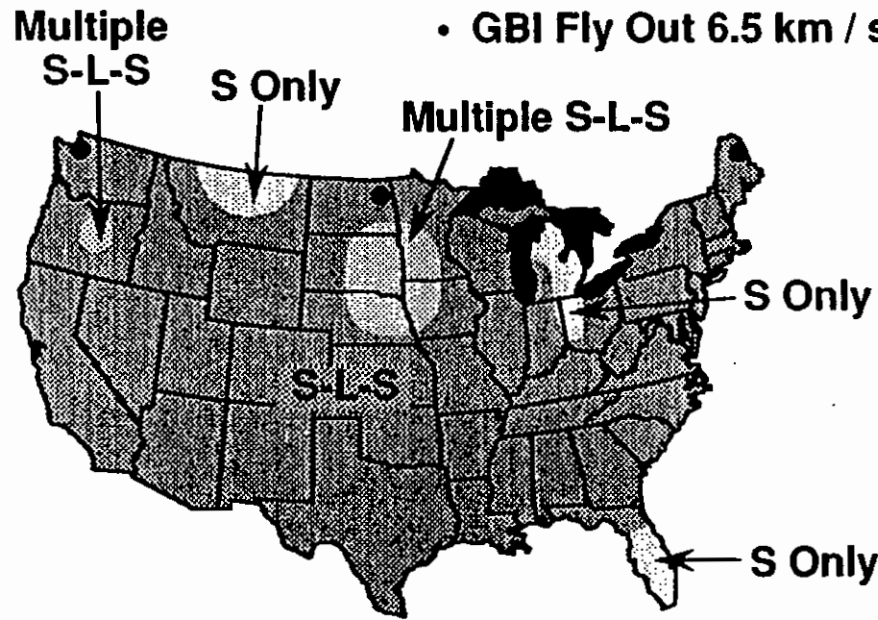 Multiple
S-L-S
• GBI Fly Out 6.5 km / s
S Only
Multiple S-L-S
S Only
S-L-S
S Only